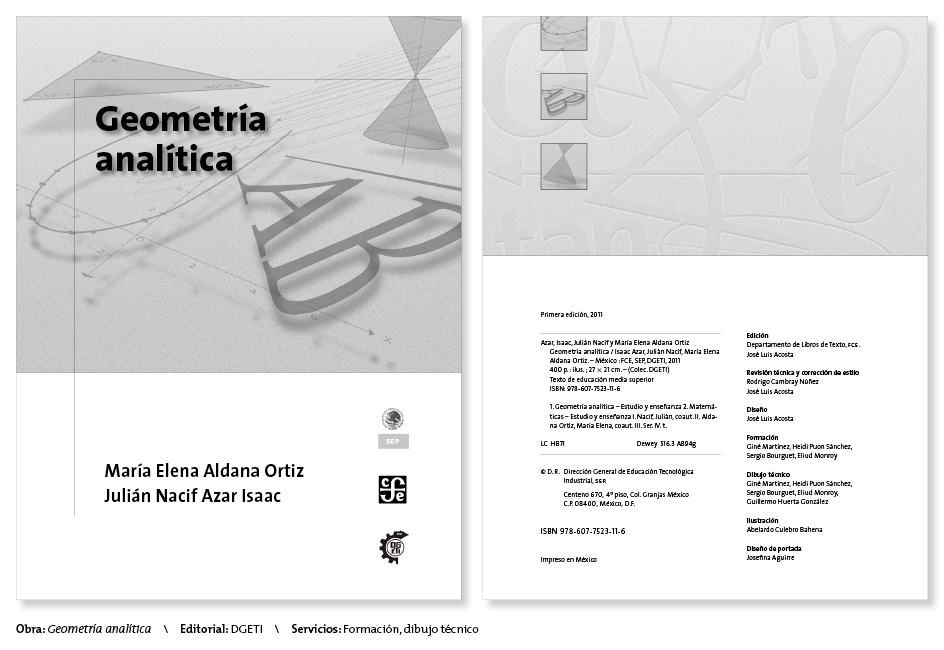 Geometría
analítica
A
B
SEP
María Elena Aldana Ortiz
Julián Nacif Azar Isaac
cfe
Primera edición, 2011
Azar, Isaac, Julián Nacif y María Elena Aldana Ortiz
Geometría analítica / Isaac Azar, Julián Nacif, María Elena
Aldana Ortiz. – México : FCE, SEP, DGETI, 2011
400 p. : ilus. ; 27 × 21 cm. – (Colec. DGETI)
Texto de educación media superior
ISBN: 978-607-7523-11-6
1. Geometría analítica – Estudio y enseñanza 2. Matemá-
ticas – Estudio y enseñanza I. Nacif, Julián, coaut. II. Alda-
na Ortiz, María Elena, coaut. III. Ser. IV. t.
LC HB71 Dewey 516.3 A894g
© D. R. Dirección General de Educación Tecnológica
Industrial, SER
Centeno 670, 4º piso, Col. Granjas México
C.P. 08400, México, D.F.
ISBN 978-607-7523-11-6
Impreso en México
Edición
Departamento de Libros de Texto, FCE.
José Luis Acosta
Revisión técnica y corrección de estilo
Rodrigo Cambray Núñez
José Luis Acosta
Diseño
José Luis Acosta
Formación
Giné Martínez, Heidi Puon Sánchez,
Sergio Bourguet, Eliud Monroy
Dibujo técnico
Giné Martínez, Heidi Puon Sánchez,
Sergio Bourguet, Eliud Monroy,
Guillermo Huerta González
Ilustración
Abelardo Culebro Bahena
Diseño de portada
Josefina Aguirre
Obra: Geometría analítica \ Editorial: DGETI \ Servicios: Formación, dibujo técnico